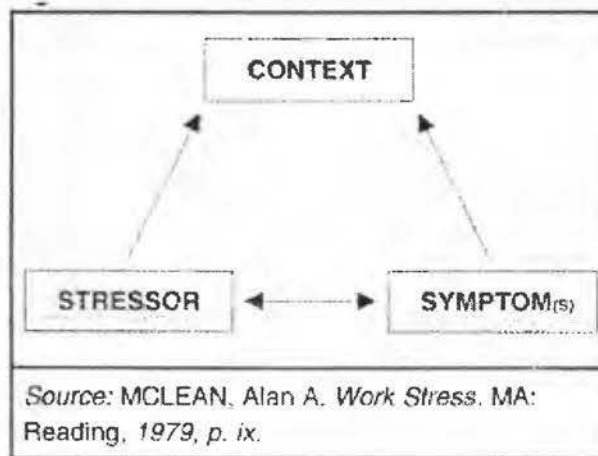 CONTEXT
STRESSOR
SYMPTOM(S)
Source: MCLEAN, Alan A. Work Stress. MA:
Reading, 1979, p. ix.